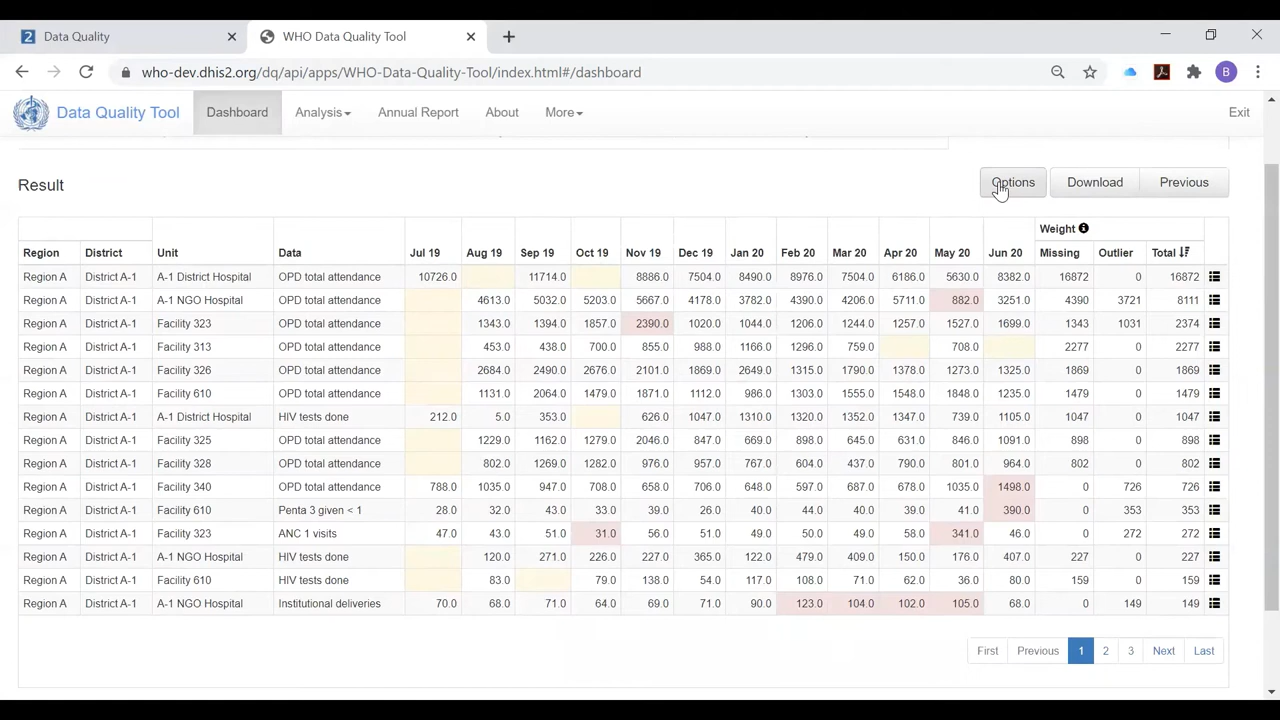 Data Quality
WHO Data Quality Tool
who-dev.dhis2.org/dq/api/apps/WHO-Data-Quality-Tool/index.html#/dashboard
B
Data Quality Tool Dashboard Analysis Annual Report About More Exit
Result
Options Download Previous
Weight
Region District Unit Data Jul 19 Aug 19 Sep 19 Oct 19 Nov 19 Dec 19 Jan 20 Feb 20 Mar 20 Apr 20 May 20 Jun 20 Missing Outlier Total
Region A District A-1 A-1 District Hospital OPD total attendance 10726.0 11714.0 8886.0 7504.0 8490.0 8976.0 7504.0 6186.0 5630.0 8382.0 16872 0 16872
Region A District A-1 A-1 NGO Hospital OPD total attendance 4613.0 5032.0 5203.0 5667.0 4178.0 3782.0 4390.0 4206.0 5711.0 882.0 3251.0 4390 3721 8111
Region A District A-1 Facility 323 OPD total attendance 1343.0 1394.0 1857.0 2390.0 1020.0 1044.0 1206.0 1244.0 1257.0 1527.0 1699.0 1343 1031 2374
Region A District A-1 Facility 313 OPD total attendance 453.0 438.0 700.0 855.0 988.0 1166.0 1296.0 759.0 708.0 2277 0 2277
Region A District A-1 Facility 326 OPD total attendance 2684.0 2490.0 2676.0 2101.0 1869.0 2649.0 1315.0 1790.0 1378.0 1273.0 1325.0 1869 0 1869
Region A District A-1 Facility 610 OPD total attendance 1131.0 2064.0 1479.0 1871.0 1112.0 986.0 1303.0 1555.0 1548.0 1848.0 1235.0 1479 0 1479
Region A District A-1 A-1 District Hospital HIV tests done 212.0 5.0 353.0 626.0 1047.0 1310.0 1320.0 1352.0 1347.0 739.0 1105.0 1047 0 1047
Region A District A-1 Facility 325 OPD total attendance 1229.0 1162.0 1279.0 2046.0 847.0 669.0 898.0 645.0 631.0 846.0 1091.0 898 0 898
Region A District A-1 Facility 328 OPD total attendance 802.0 1269.0 1282.0 976.0 957.0 767.0 604.0 437.0 790.0 801.0 964.0 802 0 802
Region A District A-1 Facility 340 OPD total attendance 788.0 1035.0 947.0 708.0 658.0 706.0 648.0 597.0 687.0 678.0 1035.0 1498.0 0 726 726
Region A District A-1 Facility 610 Penta 3 given < 1 28.0 32.0 43.0 33.0 39.0 26.0 40.0 44.0 40.0 39.0 41.0 390.0 0 353 353
Region A District A-1 Facility 323 ANC 1 visits 47.0 43.0 51.0 31.0 56.0 51.0 49.0 50.0 49.0 58.0 341.0 46.0 0 272 272
Region A District A-1 A-1 NGO Hospital HIV tests done 120.0 271.0 226.0 227.0 365.0 122.0 479.0 409.0 150.0 176.0 407.0 227 0 227
Region A District A-1 Facility 610 HIV tests done 83.0 79.0 138.0 54.0 117.0 108.0 71.0 62.0 36.0 80.0 159 0 159
Region A District A-1 A-1 NGO Hospital Institutional deliveries 70.0 68.0 71.0 64.0 69.0 71.0 90.0 123.0 104.0 102.0 105.0 68.0 0 149 149
First Previous 1 2 3 Next Last